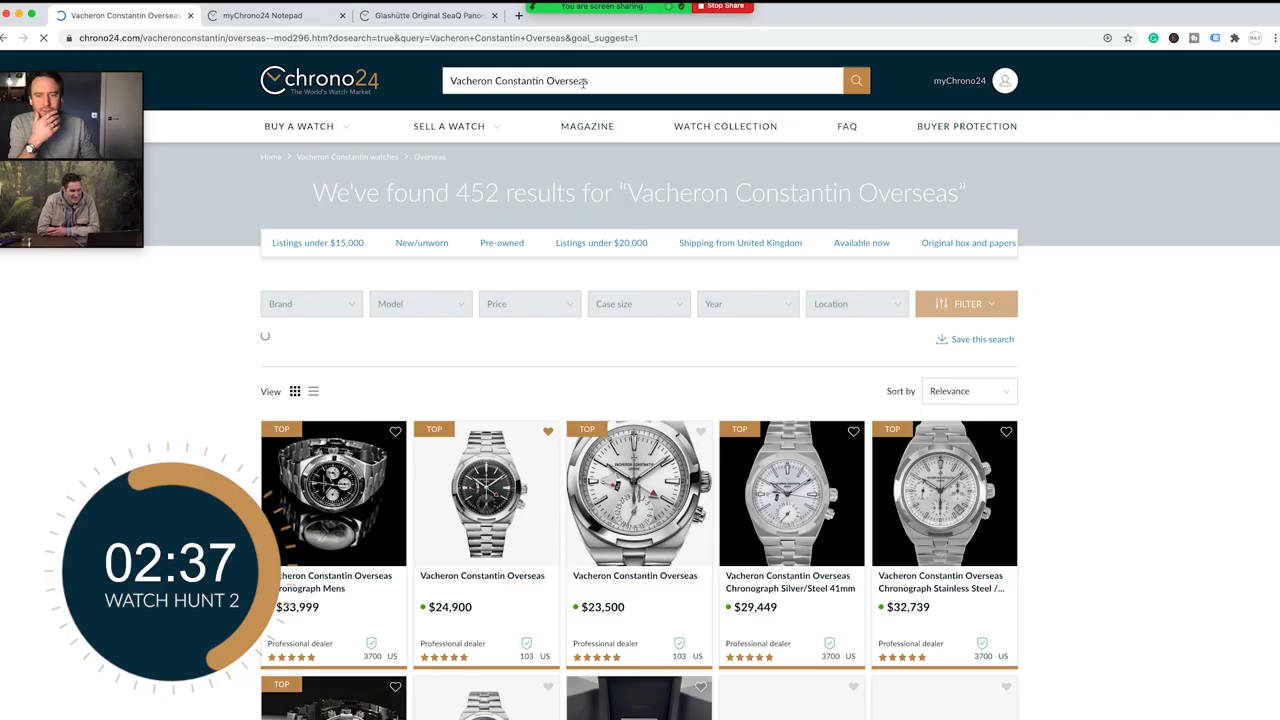 You are screen sharing
Stop Share
Vacheron Constantin Overseas
myChrono24 Notepad
Glashütte Original SeaQ Panor
chrono24.com/vacheronconstantin/overseas--mod296.htm?dosearch=true&query=Vacheron+Constantin+Overseas&goal_suggest=1
chrono24
The World's Watch Market
Vacheron Constantin Overseas
myChrono24
BUY A WATCH
SELL A WATCH
MAGAZINE
WATCH COLLECTION
FAQ
BUYER PROTECTION
Home > Vacheron Constantin watches > Overseas
We've found 452 results for “Vacheron Constantin Overseas”
Listings under $15,000
New/unworn
Pre-owned
Listings under $20,000
Shipping from United Kingdom
Available now
Original box and papers
Brand
Model
Price
Case size
Year
Location
FILTER
Save this search
View
Sort by
Relevance
TOP
TOP
TOP
TOP
TOP
cheron Constantin Overseas
ronograph Mens
$33,999
Professional dealer
3700 US
Vacheron Constantin Overseas
$24,900
Professional dealer
103 US
Vacheron Constantin Overseas
$23,500
Professional dealer
103 US
Vacheron Constantin Overseas
Chronograph Silver/Steel 41mm
$29,449
Professional dealer
3700 US
Vacheron Constantin Overseas
Chronograph Stainless Steel /...
$32,739
Professional dealer
3700 US
TOP
02:37
WATCH HUNT 2